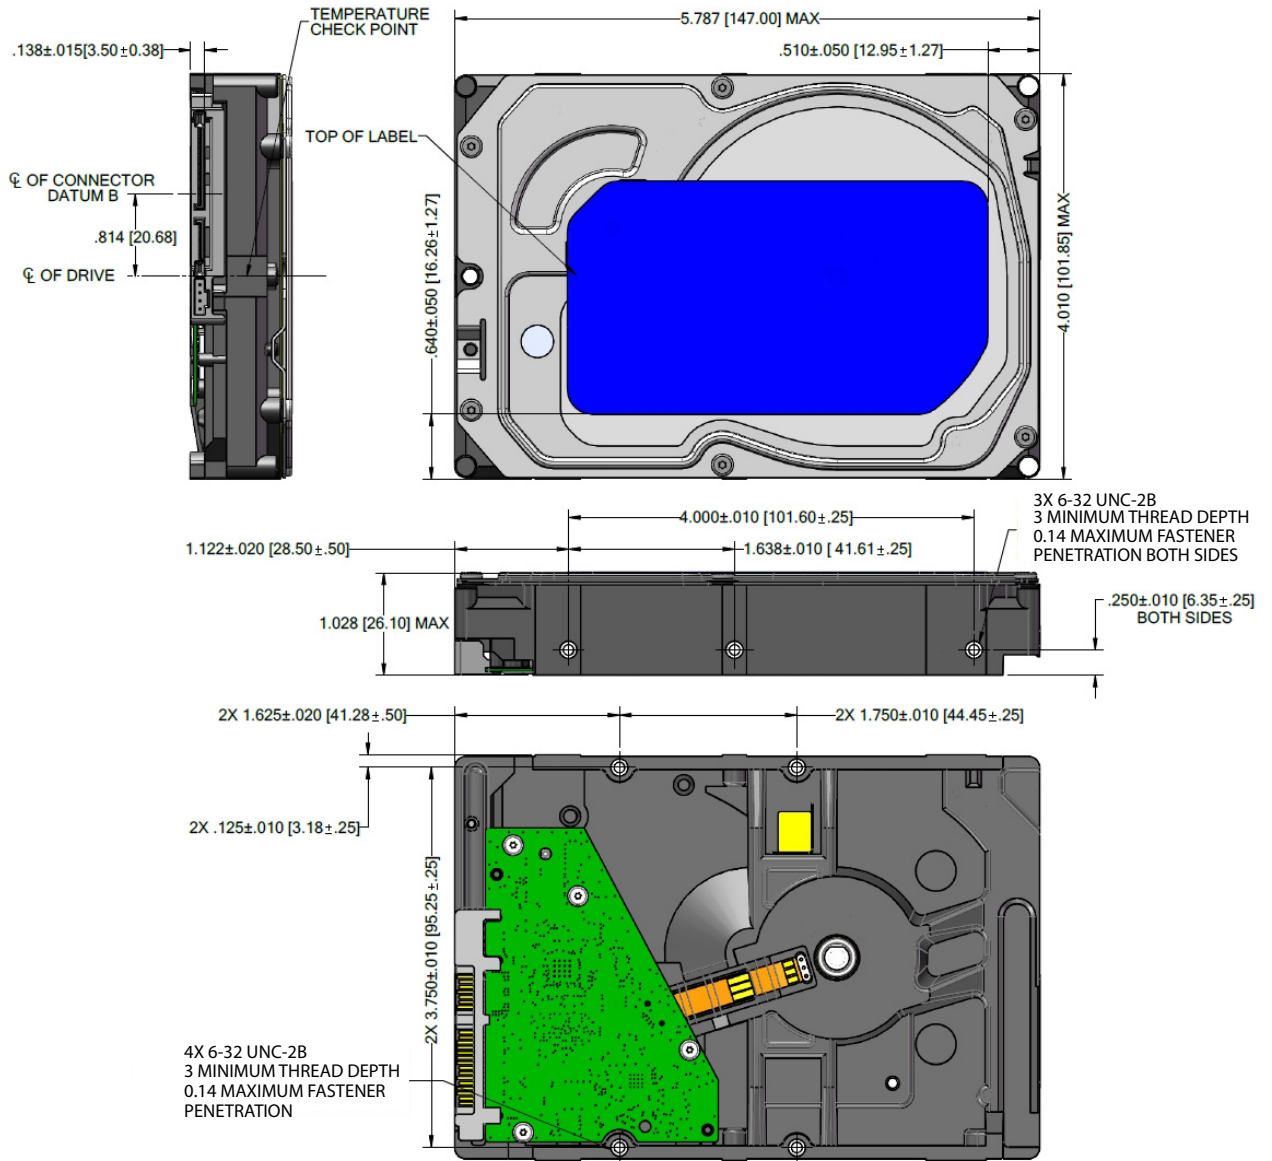 TEMPERATURE
CHECK POINT
5.787 [147.00] MAX
.138±.015[3.50±0.38]
.510±.050 [12.95±1.27]
TOP OF LABEL
℄ OF CONNECTOR
DATUM B
.814 [20.68]
℄ OF DRIVE
.640±.050 [16.26±1.27]
4.010 [101.85] MAX
3X 6-32 UNC-2B
3 MINIMUM THREAD DEPTH
0.14 MAXIMUM FASTENER
PENETRATION BOTH SIDES
4.000±.010 [101.60±.25]
1.122±.020 [28.50±.50]
1.638±.010 [ 41.61±.25]
1.028 [26.10] MAX
.250±.010 [6.35±.25]
BOTH SIDES
2X 1.625±.020 [41.28±.50]
2X 1.750±.010 [44.45±.25]
2X .125±.010 [3.18±.25]
2X 3.750±.010 [95.25±.25]
4X 6-32 UNC-2B
3 MINIMUM THREAD DEPTH
0.14 MAXIMUM FASTENER
PENETRATION